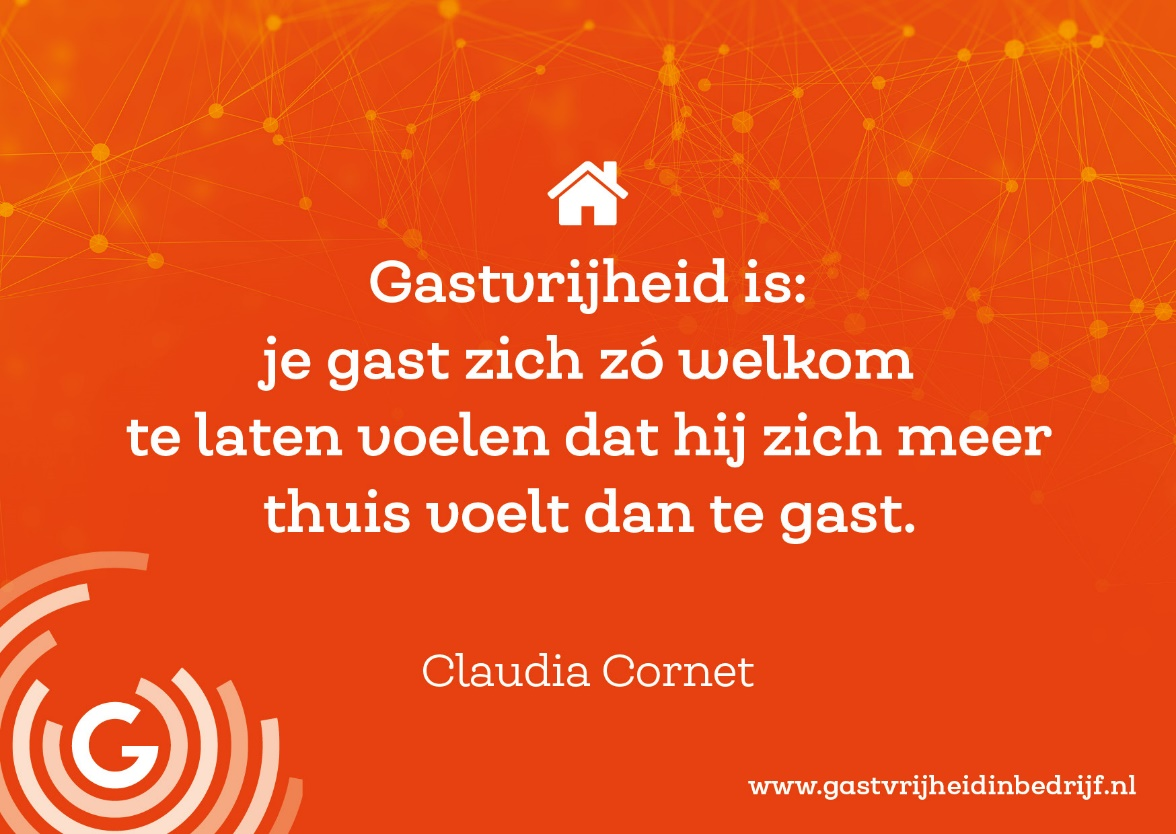 Gastvrijheid is:
je gast zich zó welkom
te laten voelen dat hij zich meer
thuis voelt dan te gast.
Claudia Cornet
G
www.gastvrijheidinbedrijf.nl